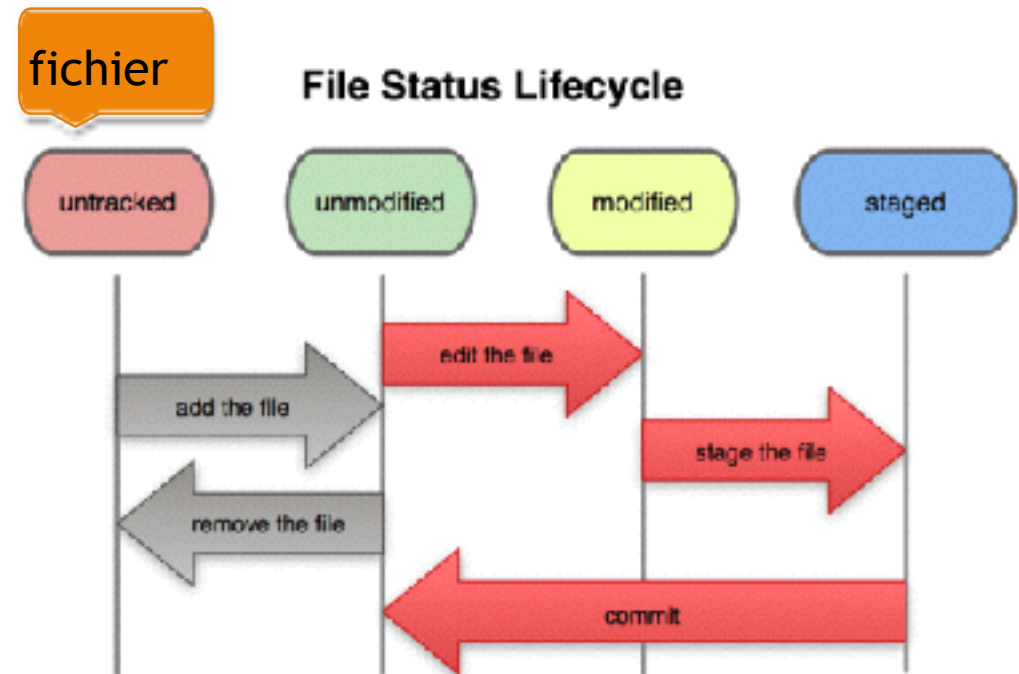 fichier
File Status Lifecycle
untracked
unmodified
modified
staged
edit the file
add the file
stage the file
remove the file
commit